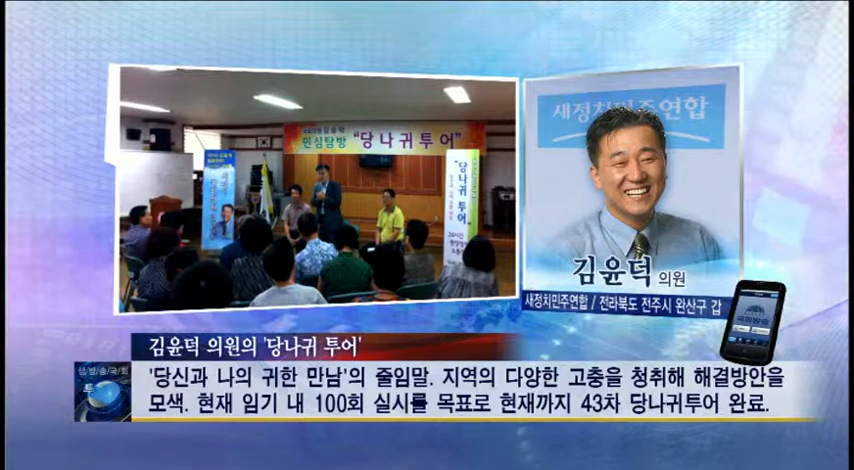 민심탐방 "당나귀투어"
"당나귀 투어"
새정치민주연합
김윤덕 의원
새정치민주연합 / 전라북도 전주시 완산구 갑
국회방송
김윤덕 의원의 '당나귀 투어'
'당신과 나의 귀한 만남'의 줄임말. 지역의 다양한 고충을 청취해 해결방안을
모색. 현재 임기 내 100회 실시를 목표로 현재까지 43차 당나귀투어 완료.